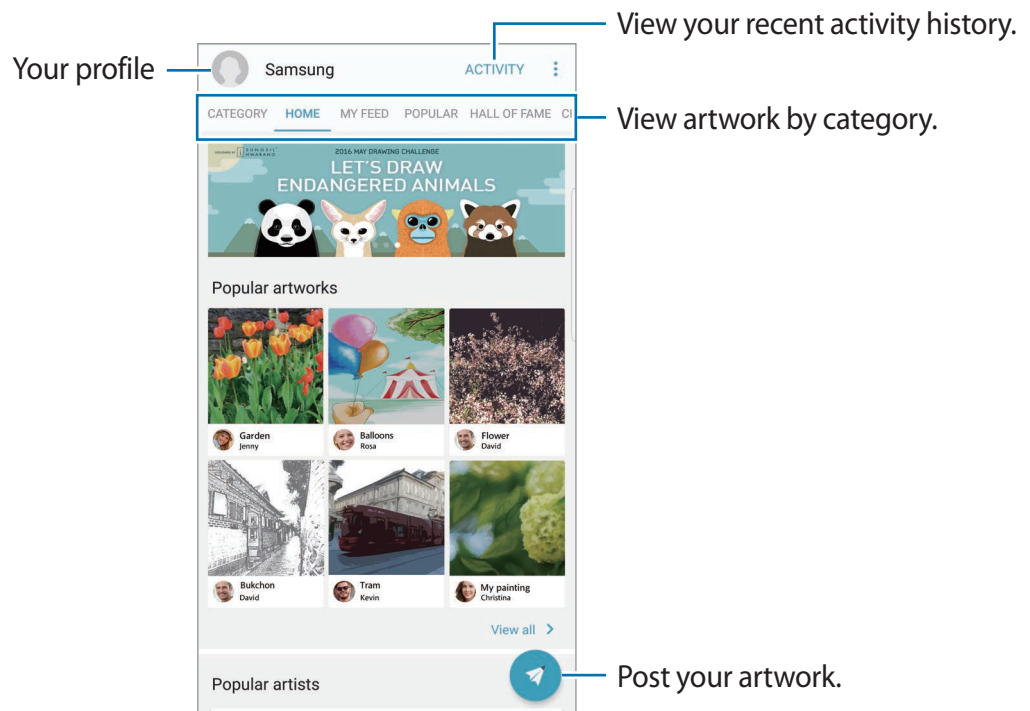 View your recent activity history.
Your profile
Samsung
ACTIVITY
CATEGORY HOME MY FEED POPULAR HALL OF FAME
View artwork by category.
2016 MAY DRAWING CHALLENGE
LET'S DRAW
ENDANGERED ANIMALS
Popular artworks
Garden
Jenny
Balloons
Rosa
Flower
David
Bukchon
David
Tram
Kevin
My painting
Christina
View all
Popular artists
Post your artwork.